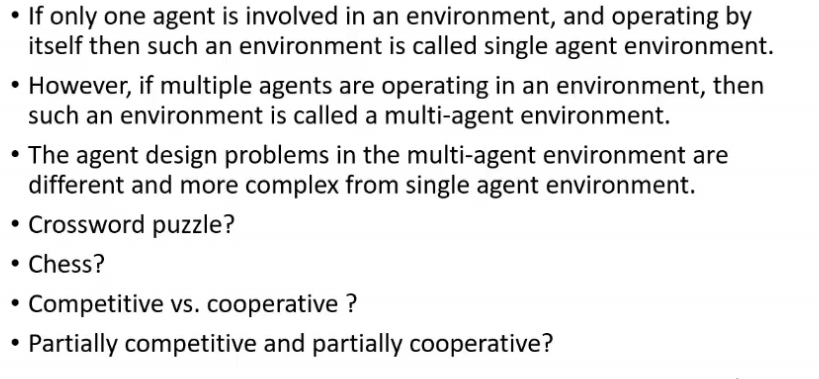 • If only one agent is involved in an environment, and operating by
itself then such an environment is called single agent environment.
• However, if multiple agents are operating in an environment, then
such an environment is called a multi-agent environment.
• The agent design problems in the multi-agent environment are
different and more complex from single agent environment.
• Crossword puzzle?
• Chess?
• Competitive vs. cooperative ?
• Partially competitive and partially cooperative?